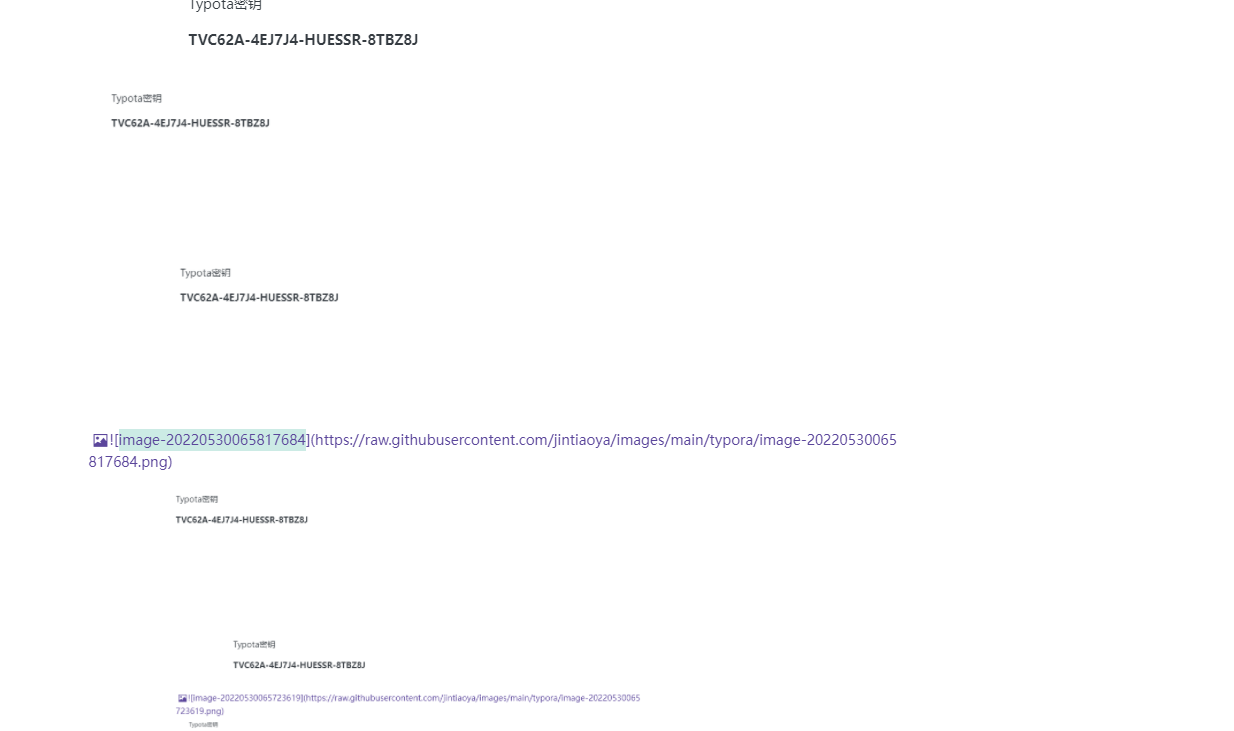 Typota密钥
TVC62A-4EJ7J4-HUESSR-8TBZ8J
Typota密钥
TVC62A-4EJ7J4-HUESSR-8TBZ8J
Typota密钥
TVC62A-4EJ7J4-HUESSR-8TBZ8J
![image-20220530065817684](https://raw.githubusercontent.com/jintiaoya/images/main/typora/image-20220530065
817684.png)
Typota密钥
TVC62A-4EJ7J4-HUESSR-8TBZ8J
Typota密钥
TVC62A-4EJ7J4-HUESSR-8TBZ8J
![image-20220530065723619](https://raw.githubusercontent.com/jintiaoya/images/main/typora/image-20220530065
723619.png)
Typota密钥